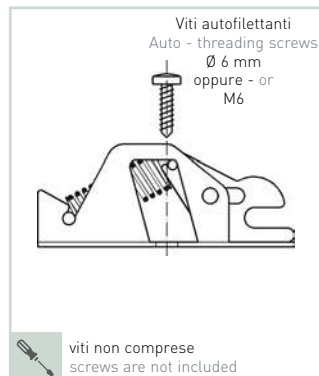 Viti autofilettanti
Auto - threading screws
Ø 6 mm
oppure - or
M6
viti non comprese
screws are not included